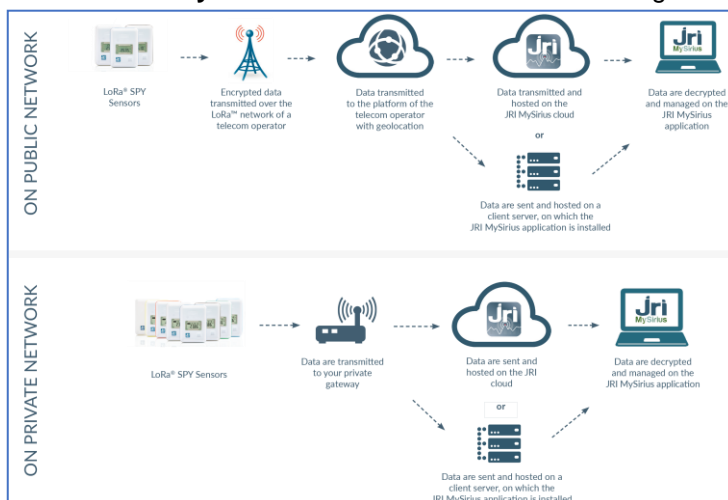 ON PUBLIC NETWORK
LoRa® SPY
Sensors
Encrypted data
transmitted over the
LoRa™ network of a
telecom operator
Data transmitted
to the platform of the
telecom operator
with geolocation
jri
Data transmitted and
hosted on the
JRI MySirius cloud
or
Data are sent and hosted on a
client server, on which the
JRI MySirius application is installed
jri
MySirius
Data are decrypted
and managed on the
JRI MySirius
application
ON PRIVATE NETWORK
LoRa® SPY Sensors
Data are transmitted
to your private
gateway
jri
Data are sent and
hosted on the JRI
cloud
or
Data are sent and hosted on a
client server, on which the
JRI MySirius application is installed
jri
MySirius
Data are decrypted
and managed on the
JRI MySirius application